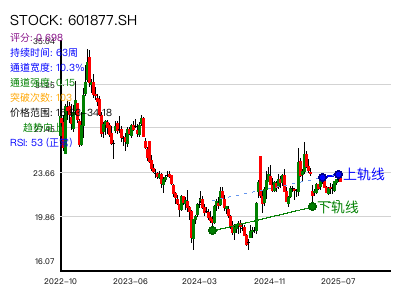 STOCK: 601877.SH
评分: 0.698
持续时间: 63周
通道宽度: 10.3%
通道强度: 0.15
突破次数:
价格范围:
趋势
RSI: 53 (正常)
上轨线
下轨线
23.66
19.86
16.07
2022-10
2023-06
2024-03
2024-11
2025-07